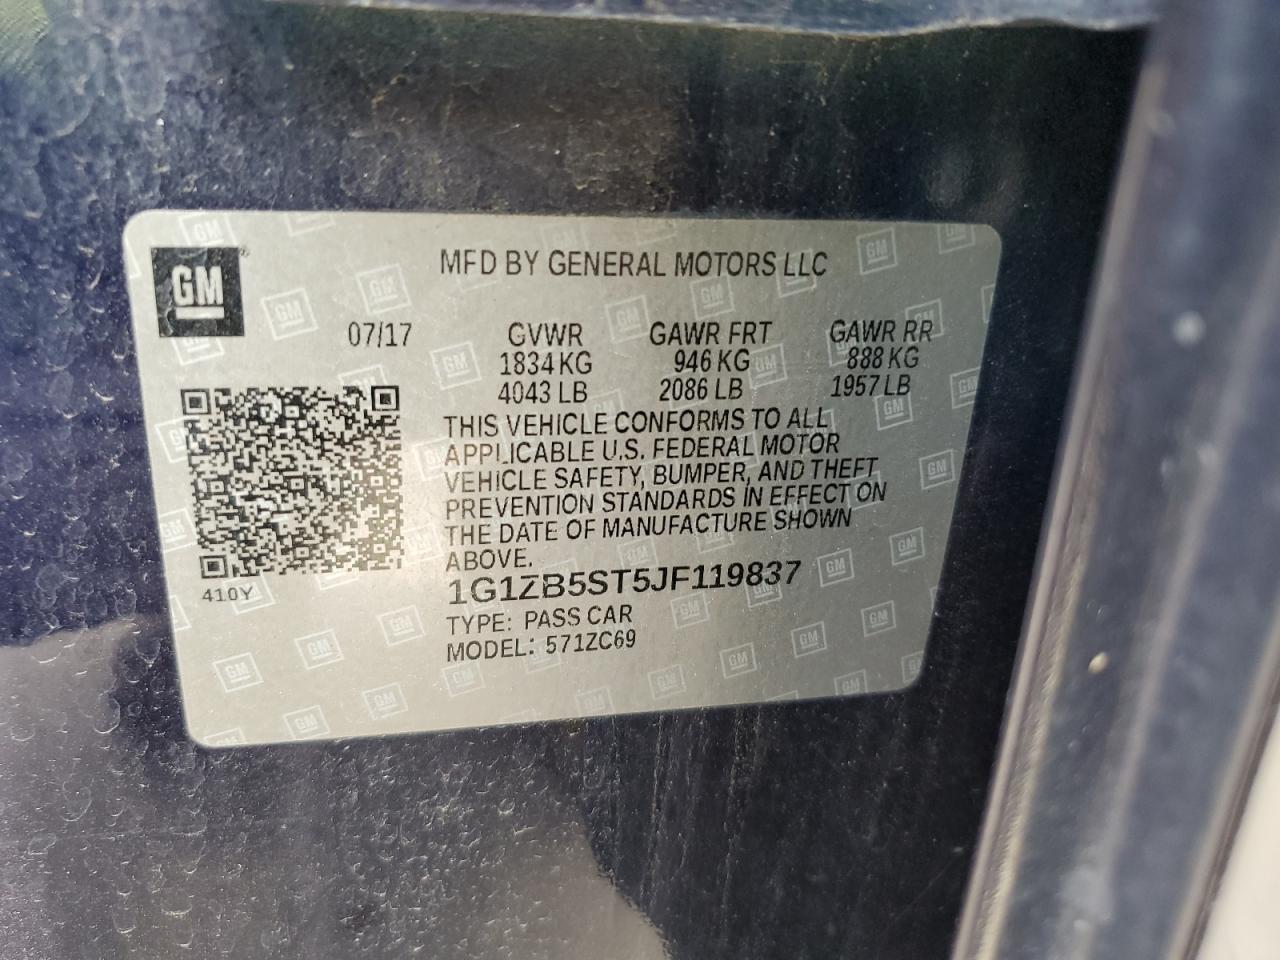 GM
MFD BY GENERAL MOTORS LLC
07/17 GVWR GAWR FRT GAWR RR
1834 KG 946 KG 888 KG
4043 LB 2086 LB 1957 LB
THIS VEHICLE CONFORMS TO ALL
APPLICABLE U.S. FEDERAL MOTOR
VEHICLE SAFETY, BUMPER, AND THEFT
PREVENTION STANDARDS IN EFFECT ON
THE DATE OF MANUFACTURE SHOWN
ABOVE.
410Y
1G1ZB5ST5JF119837
TYPE: PASS CAR
MODEL: 571ZC69